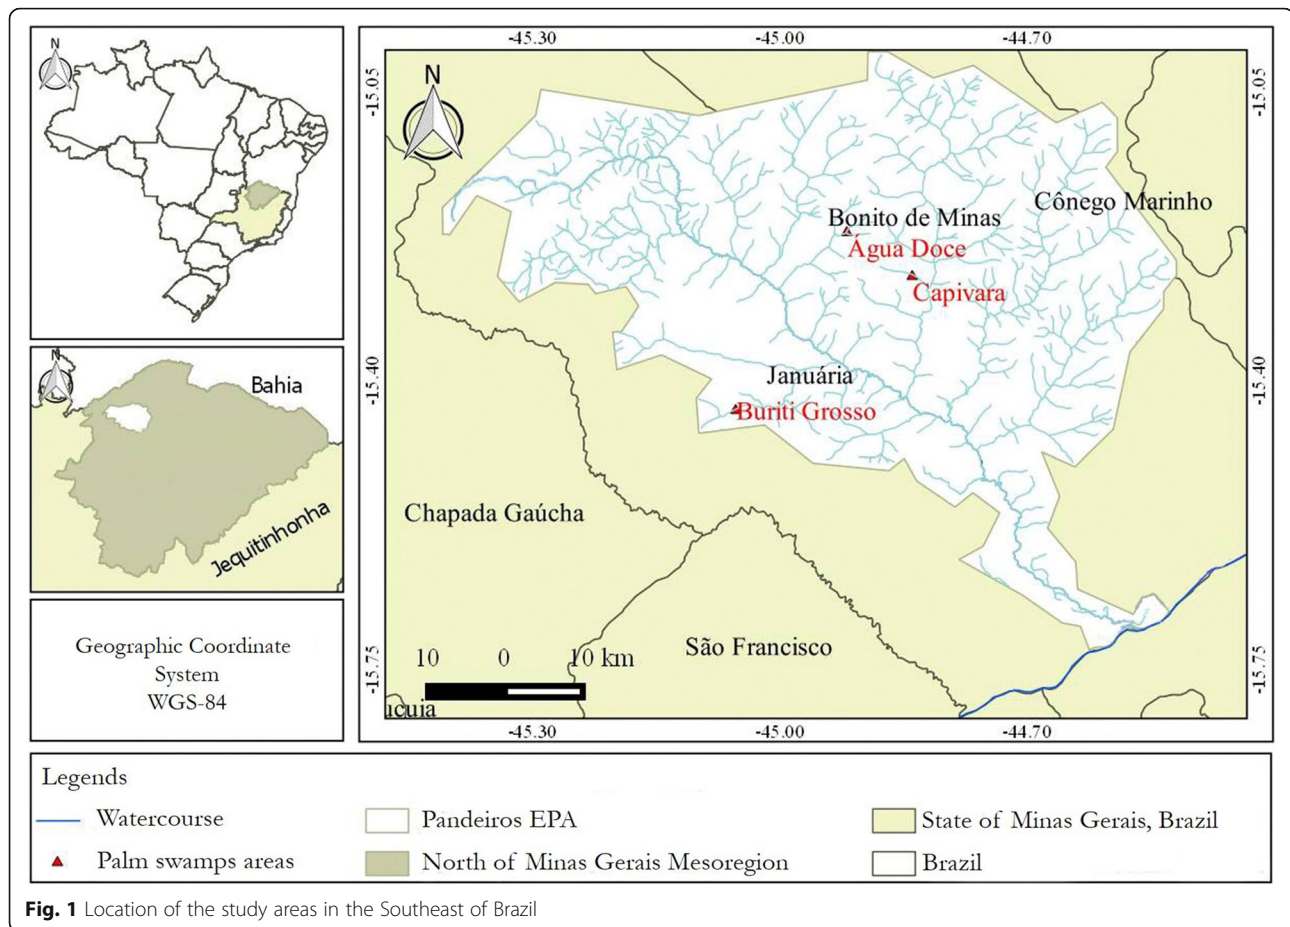 N
-45.30
-45.00
-44.70
N
-15.05
-15.05
Cônego Marinho
Bonito de Minas
Água Doce
Capivara
N
Bahia
-15.40
-15.40
Januária
Buriti Grosso
Chapada Gaúcha
Jequitinhonha
Geographic Coordinate
System
WGS-84
São Francisco
10 0 10 km
-15.75
-15.75
ucuia
-45.30
-45.00
-44.70
Legends
Watercourse
Pandeiros EPA
State of Minas Gerais, Brazil
Palm swamps areas
North of Minas Gerais Mesoregion
Brazil
Fig. 1 Location of the study areas in the Southeast of Brazil